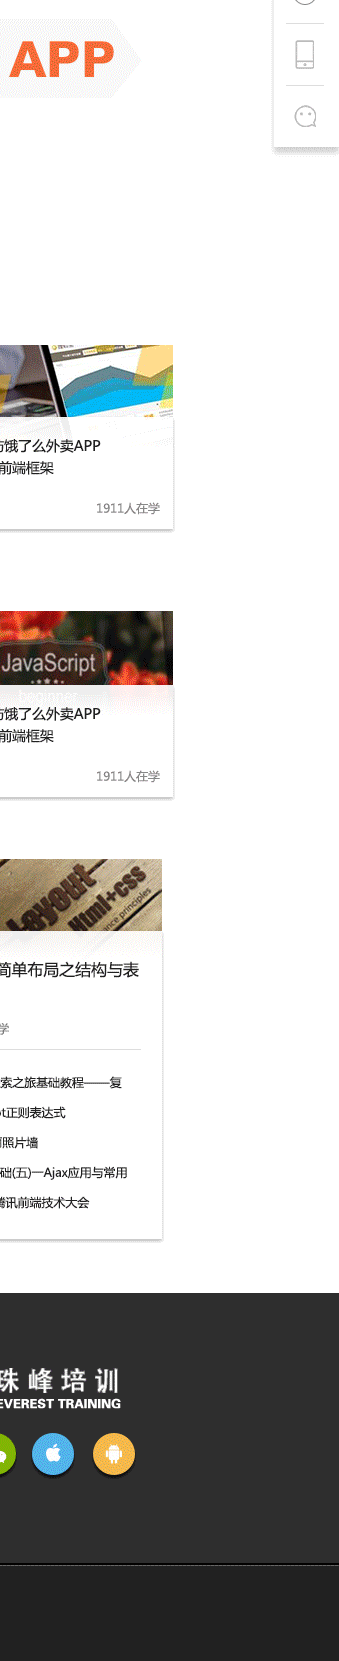 APP
饿了么外卖APP
前端框架
1911人在学
JavaScript
beginner
饿了么外卖APP
前端框架
1911人在学
Layout
Html+css
principles
简单布局之结构与表
学
索之旅基础教程——复
pt正则表达式
照片墙
础(五)—Ajax应用与常用
腾讯前端技术大会
珠峰培训
EVEREST TRAINING